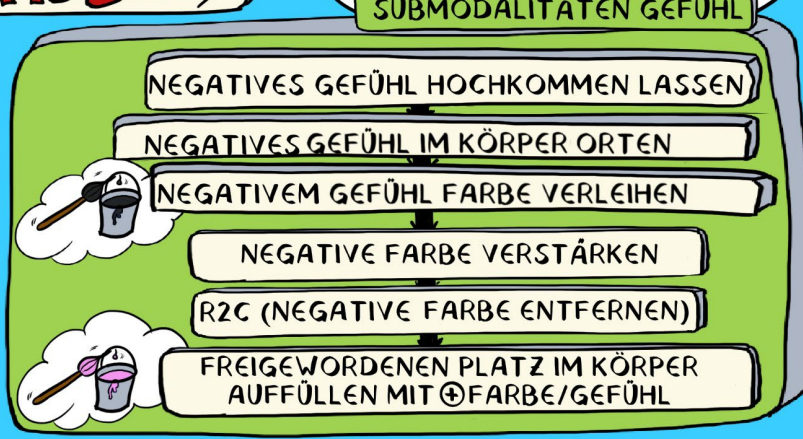 SUBMODALITÄTEN GEFÜHL
NEGATIVES GEFÜHL HOCHKOMMEN LASSEN
NEGATIVES GEFÜHL IM KÖRPER ORTEN
NEGATIVEM GEFÜHL FARBE VERLEIHEN
NEGATIVE FARBE VERSTÄRKEN
R2C (NEGATIVE FARBE ENTFERNEN)
FREIGEWORDENEN PLATZ IM KÖRPER
AUFFÜLLEN MIT ⊕ FARBE/GEFÜHL